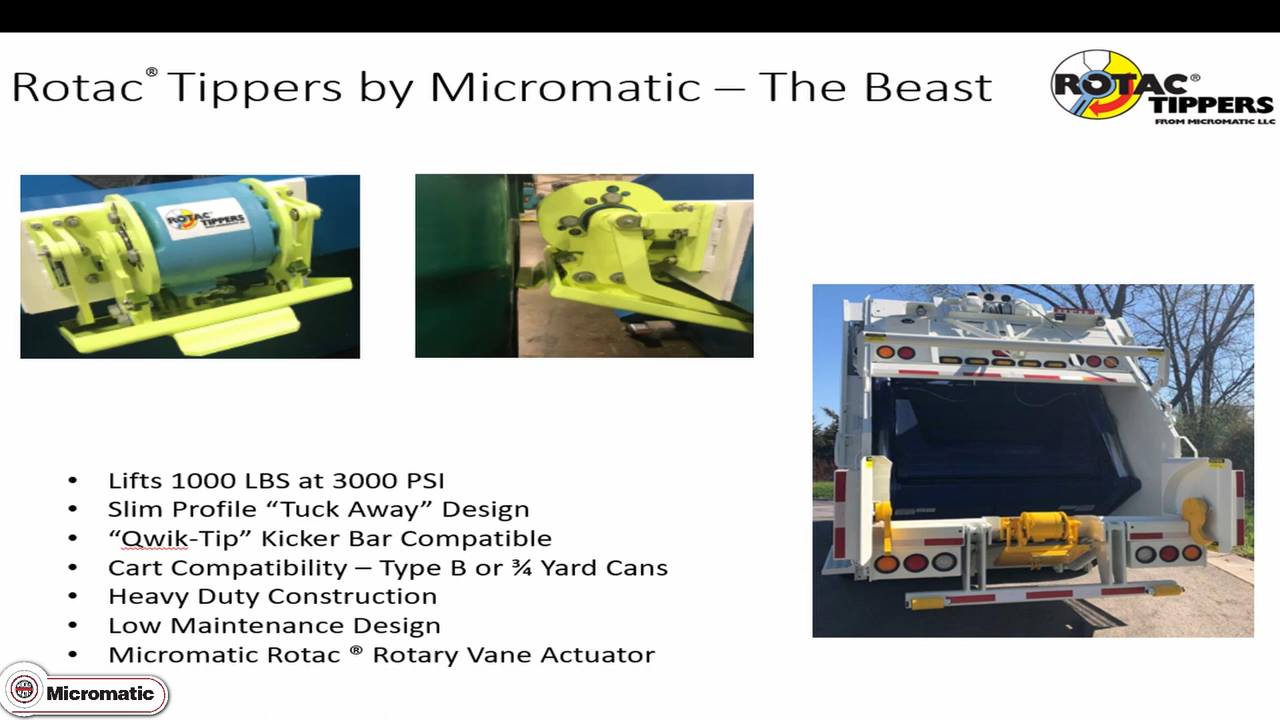 Rotac® Tippers by Micromatic – The Beast
ROTAC®
TIPPERS
FROM MICROMATIC LLC
ROTAC
TIPPERS
• Lifts 1000 LBS at 3000 PSI
• Slim Profile “Tuck Away” Design
• “Qwik-Tip” Kicker Bar Compatible
• Cart Compatibility – Type B or ¾ Yard Cans
• Heavy Duty Construction
• Low Maintenance Design
• Micromatic Rotac ® Rotary Vane Actuator
Micromatic